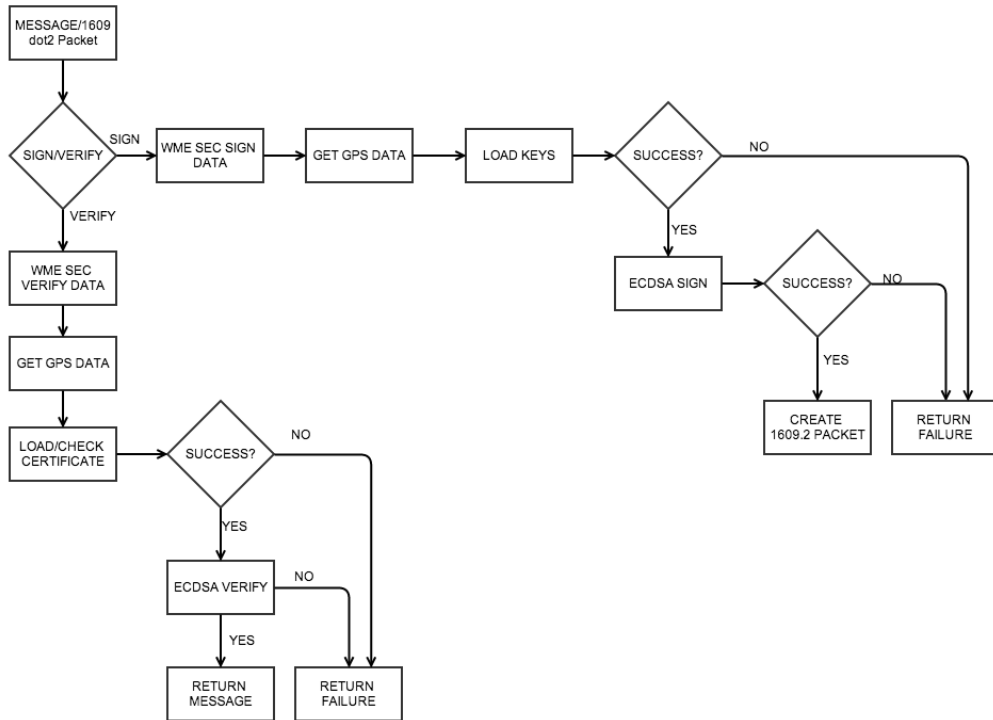 MESSAGE/1609
dot2 Packet
SIGN/VERIFY
SIGN
WME SEC SIGN
DATA
GET GPS DATA
LOAD KEYS
SUCCESS?
NO
YES
VERIFY
WME SEC
VERIFY DATA
ECDSA SIGN
SUCCESS?
NO
YES
GET GPS DATA
CREATE
1609.2 PACKET
RETURN
FAILURE
LOAD/CHECK
CERTIFICATE
SUCCESS?
NO
YES
ECDSA VERIFY
NO
YES
RETURN
MESSAGE
RETURN
FAILURE